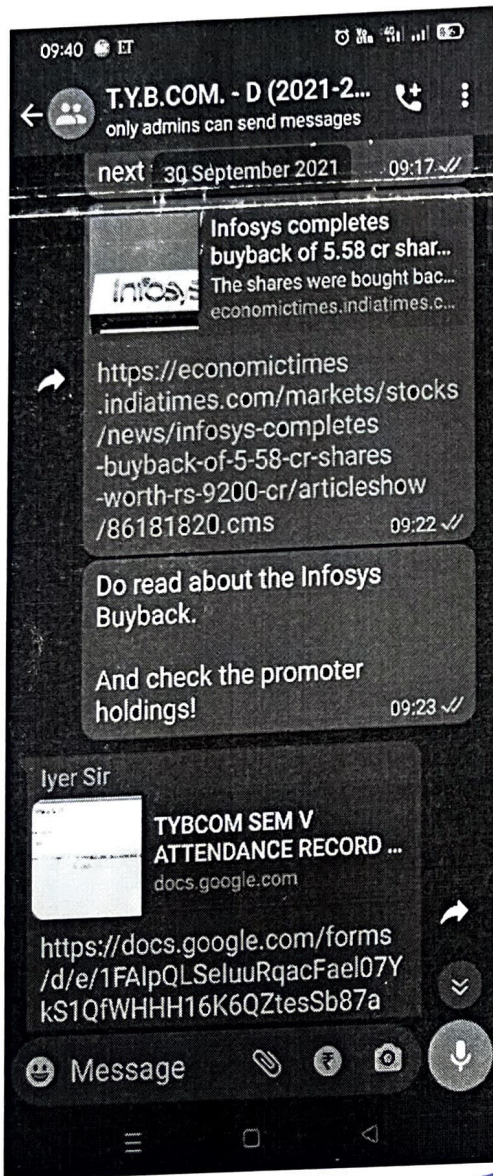 09:40 ET
T.Y.B.COM. - D (2021-2...
only admins can send messages
next 30 September 2021 09:17
Infosys completes
buyback of 5.58 cr shar...
The shares were bought bac...
economictimes.indiatimes.c...
Infosys
https://economictimes
.indiatimes.com/markets/stocks
/news/infosys-completes
-buyback-of-5-58-cr-shares
-worth-rs-9200-cr/articleshow
/86181820.cms 09:22
Do read about the Infosys
Buyback.
And check the promoter
holdings! 09:23
Iyer Sir
TYBCOM SEM V
ATTENDANCE RECORD ...
docs.google.com
https://docs.google.com/forms
/d/e/1FAIpQLSeIuuRqacFael07Y
kS1QfWHHH16K6QZtesSb87a
Message ₹